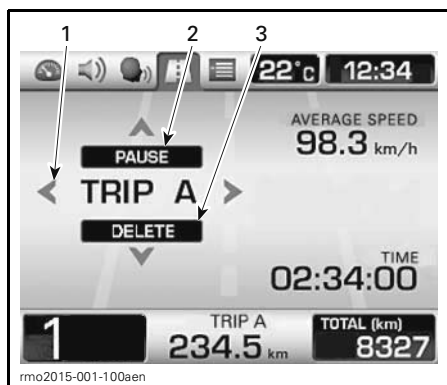 1
2
3
22°c 12:34
PAUSE
TRIP A
DELETE
AVERAGE SPEED
98.3 km/h
TIME
02:34:00
1
TRIP A
234.5 km
TOTAL (km)
8327
rmo2015-001-100aen